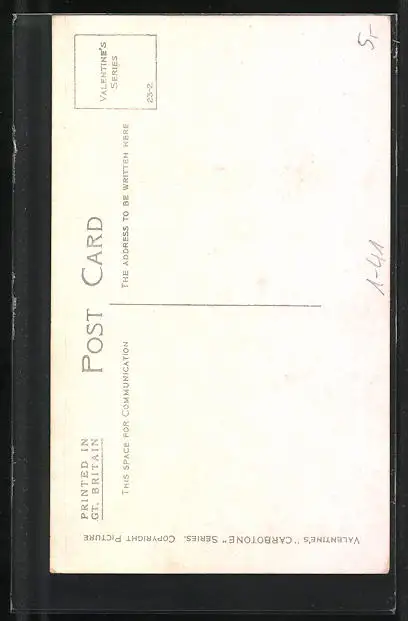 PRINTED IN
GT. BRITAIN
POST CARD
VALENTINE'S
SERIES
23-2
THIS SPACE FOR COMMUNICATION
THE ADDRESS TO BE WRITTEN HERE
VALENTINE'S "CARBOTONE" SERIES. COPYRIGHT PICTURE
5,-
1-41